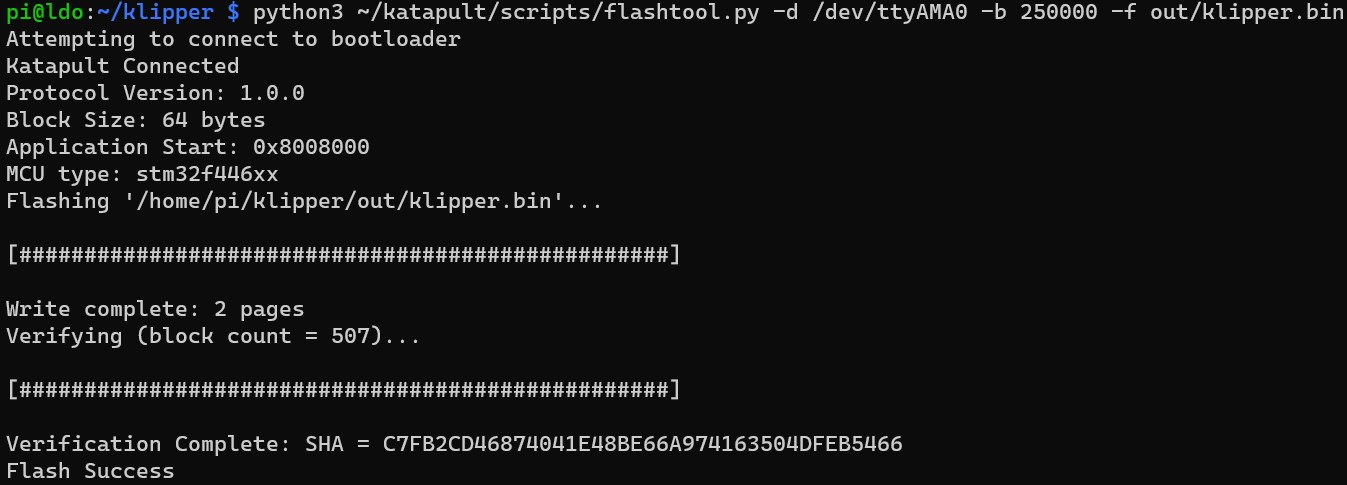 pi@ldo:~/klipper $ python3 ~/katapult/scripts/flashtool.py -d /dev/ttyAMA0 -b 250000 -f out/klipper.bin
Attempting to connect to bootloader
Katapult Connected
Protocol Version: 1.0.0
Block Size: 64 bytes
Application Start: 0x8008000
MCU type: stm32f446xx
Flashing '/home/pi/klipper/out/klipper.bin'...
[##################################################]
Write complete: 2 pages
Verifying (block count = 507)...
[##################################################]
Verification Complete: SHA = C7FB2CD46874041E48BE66A974163504DFEB5466
Flash Success